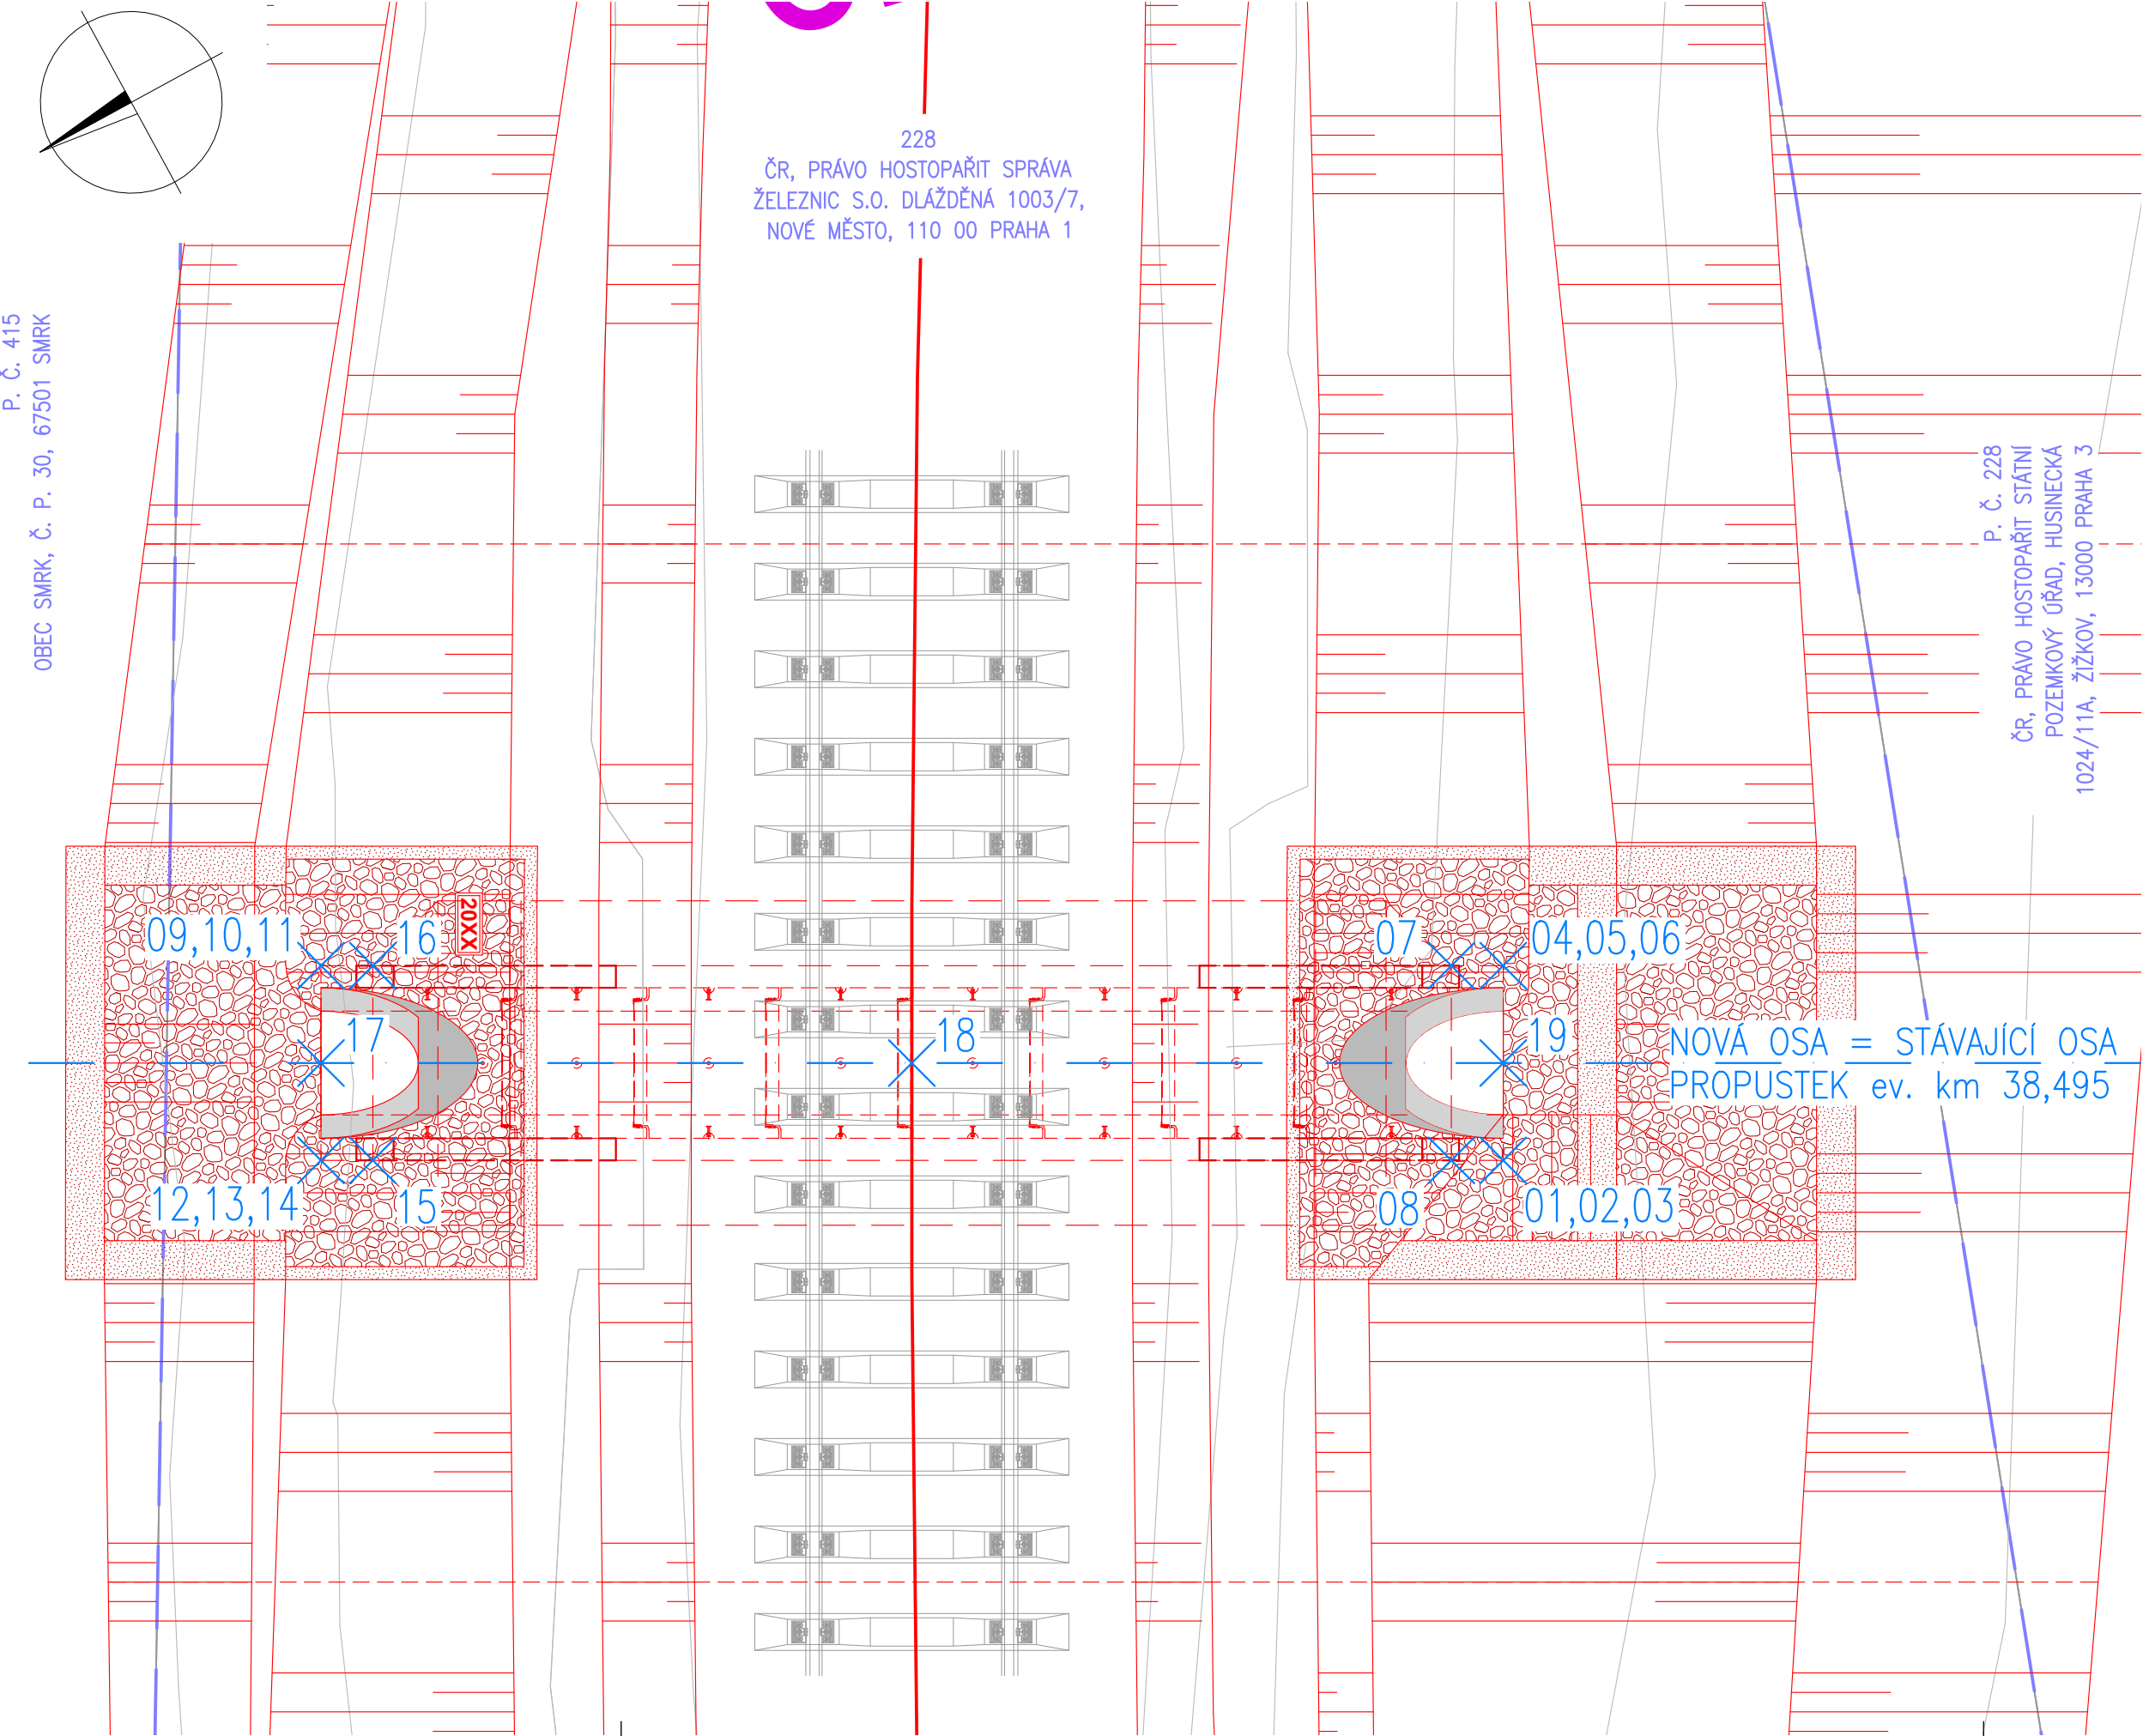 228
ČR, PRÁVO HOSTOPAŘIT SPRÁVA
ŽELEZNIC S.O. DLÁŽDĚNÁ 1003/7,
NOVÉ MĚSTO, 110 00 PRAHA 1
P. Č. 415
OBEC SMRK, Č. P. 30, 67501 SMRK
P. Č. 228
ČR, PRÁVO HOSTOPAŘIT STÁTNÍ
POZEMKOVÝ ÚŘAD, HUSINECKÁ
1024/11A, ŽIŽKOV, 13000 PRAHA 3
20XX
09,10,11
16
07
04,05,06
17
18
19
NOVÁ OSA = STÁVAJÍCÍ OSA
PROPUSTEK ev. km 38,495
12,13,14
15
08
01,02,03